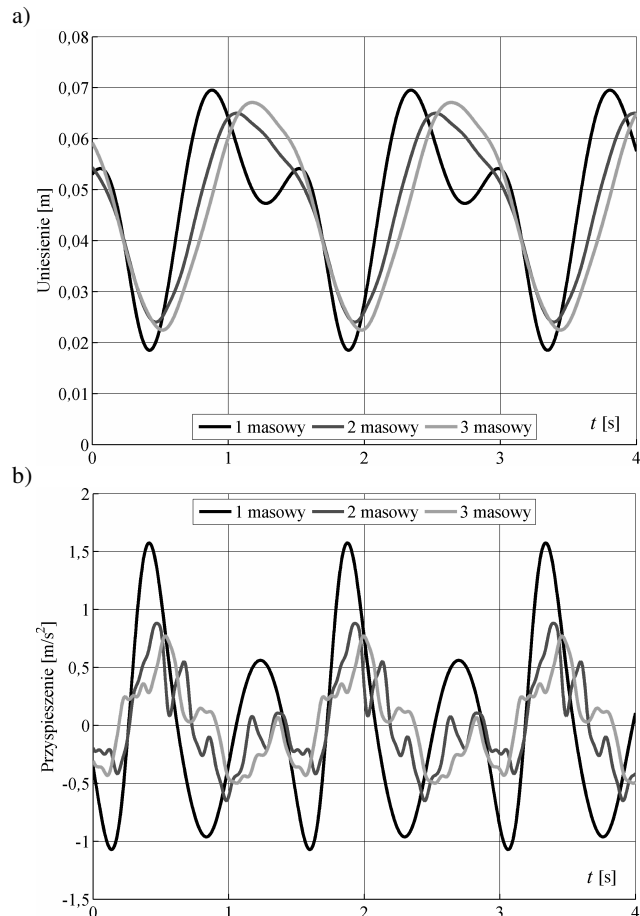 a)
0,08
0,07
0,06
0,05
0,04
0,03
0,02
0,01
0
Uniesienie [m]
1 masowy 2 masowy 3 masowy
t [s]
0 1 2 3 4
b)
2
1,5
1
0,5
0
-0,5
-1
-1,5
Przyspieszenie [m/s²]
1 masowy 2 masowy 3 masowy
t [s]
0 1 2 3 4